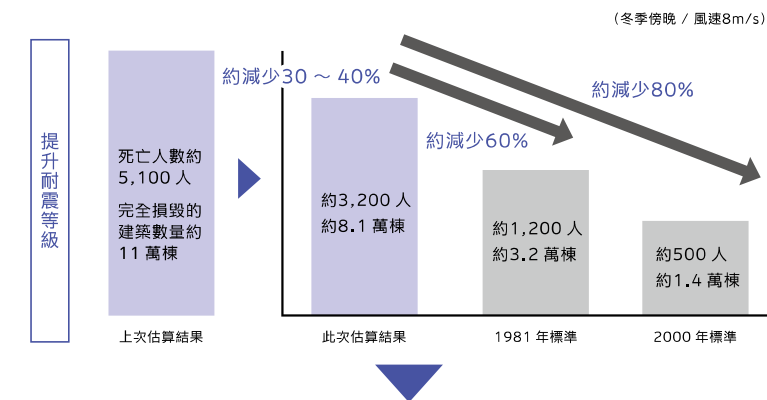 （冬季傍晚 / 風速8m/s）
提升耐震等級
死亡人數約
5,100 人
完全損毀的
建築數量約
11 萬棟
約減少30 ～ 40%
約減少60%
約減少80%
約3,200 人
約8.1 萬棟
約1,200 人
約3.2 萬棟
約500 人
約1.4 萬棟
上次估算結果
此次估算結果
1981 年標準
2000 年標準